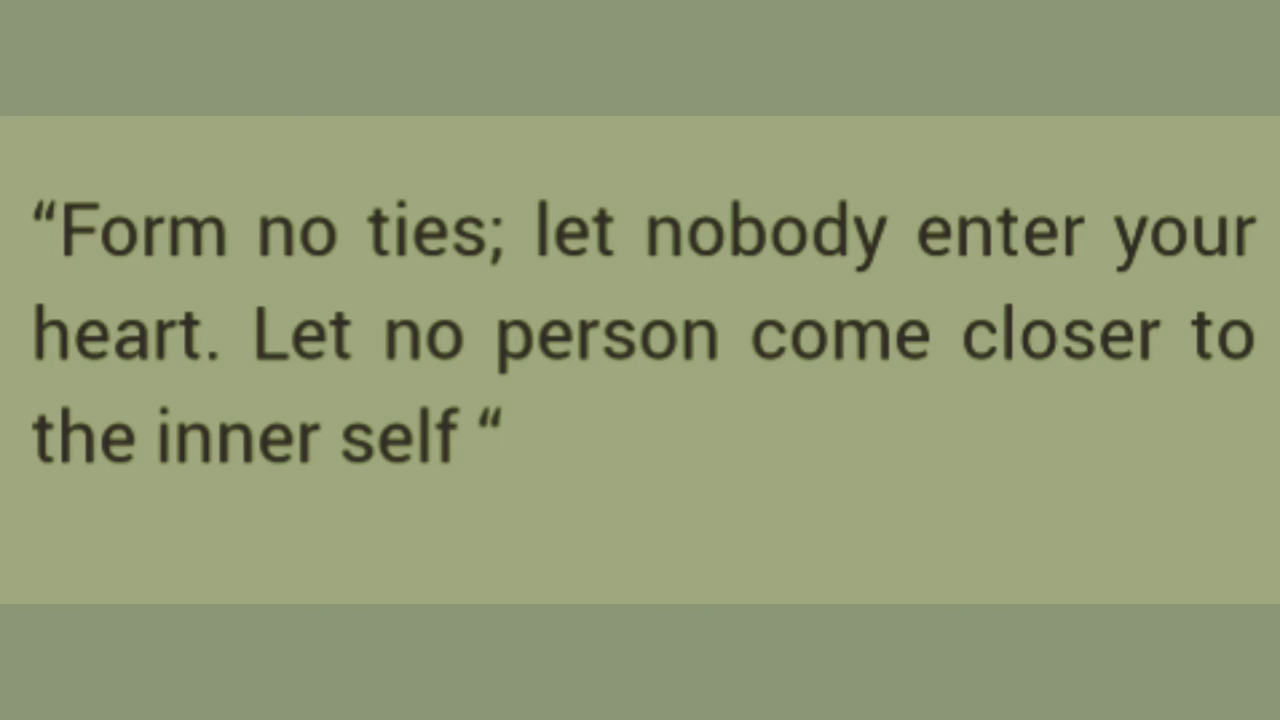 “Form no ties; let nobody enter your
heart. Let no person come closer to
the inner self “